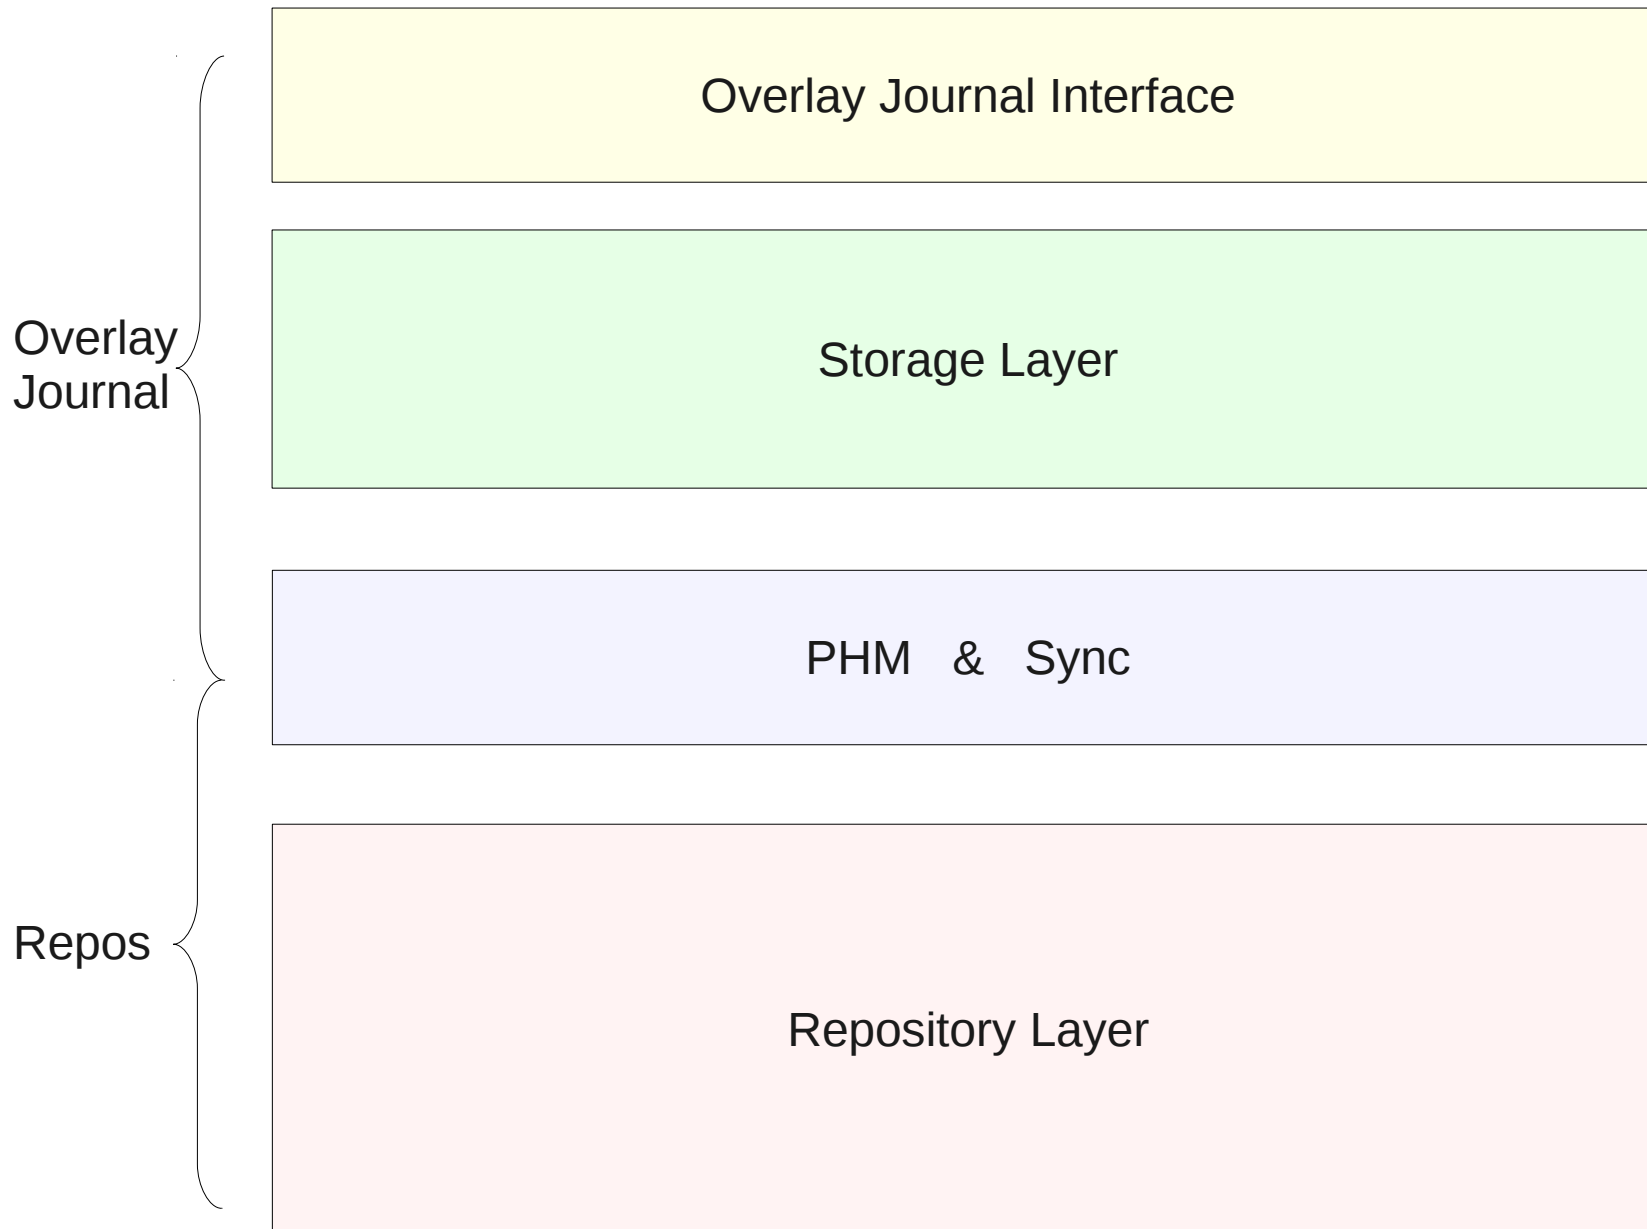 Overlay Journal Interface
Overlay
Journal
Storage Layer
PHM & Sync
Repos
Repository Layer